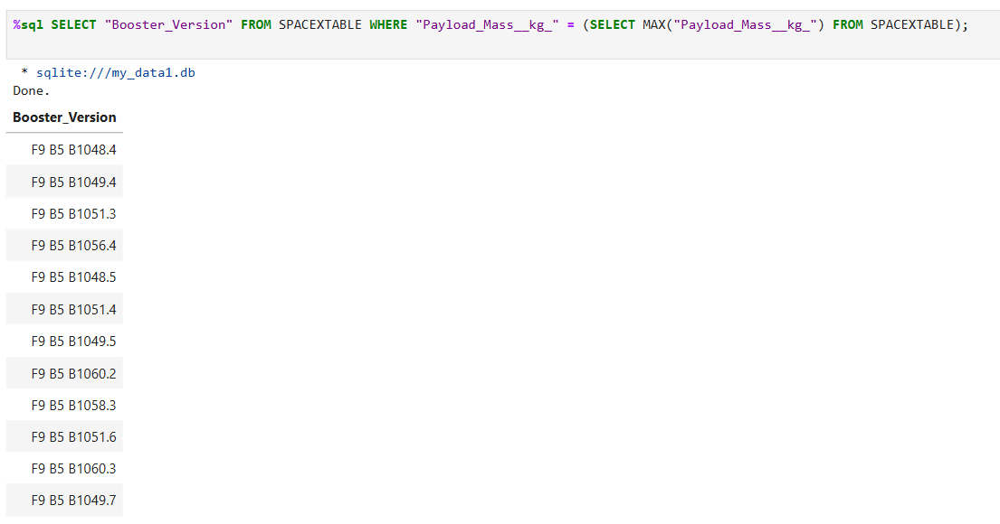 %sql SELECT "Booster_Version" FROM SPACEXTABLE WHERE "Payload_Mass__kg_" = (SELECT MAX("Payload_Mass__kg_") FROM SPACEXTABLE);
* sqlite:///my_data1.db
Done.
Booster_Version
F9 B5 B1048.4
F9 B5 B1049.4
F9 B5 B1051.3
F9 B5 B1056.4
F9 B5 B1048.5
F9 B5 B1051.4
F9 B5 B1049.5
F9 B5 B1060.2
F9 B5 B1058.3
F9 B5 B1051.6
F9 B5 B1060.3
F9 B5 B1049.7